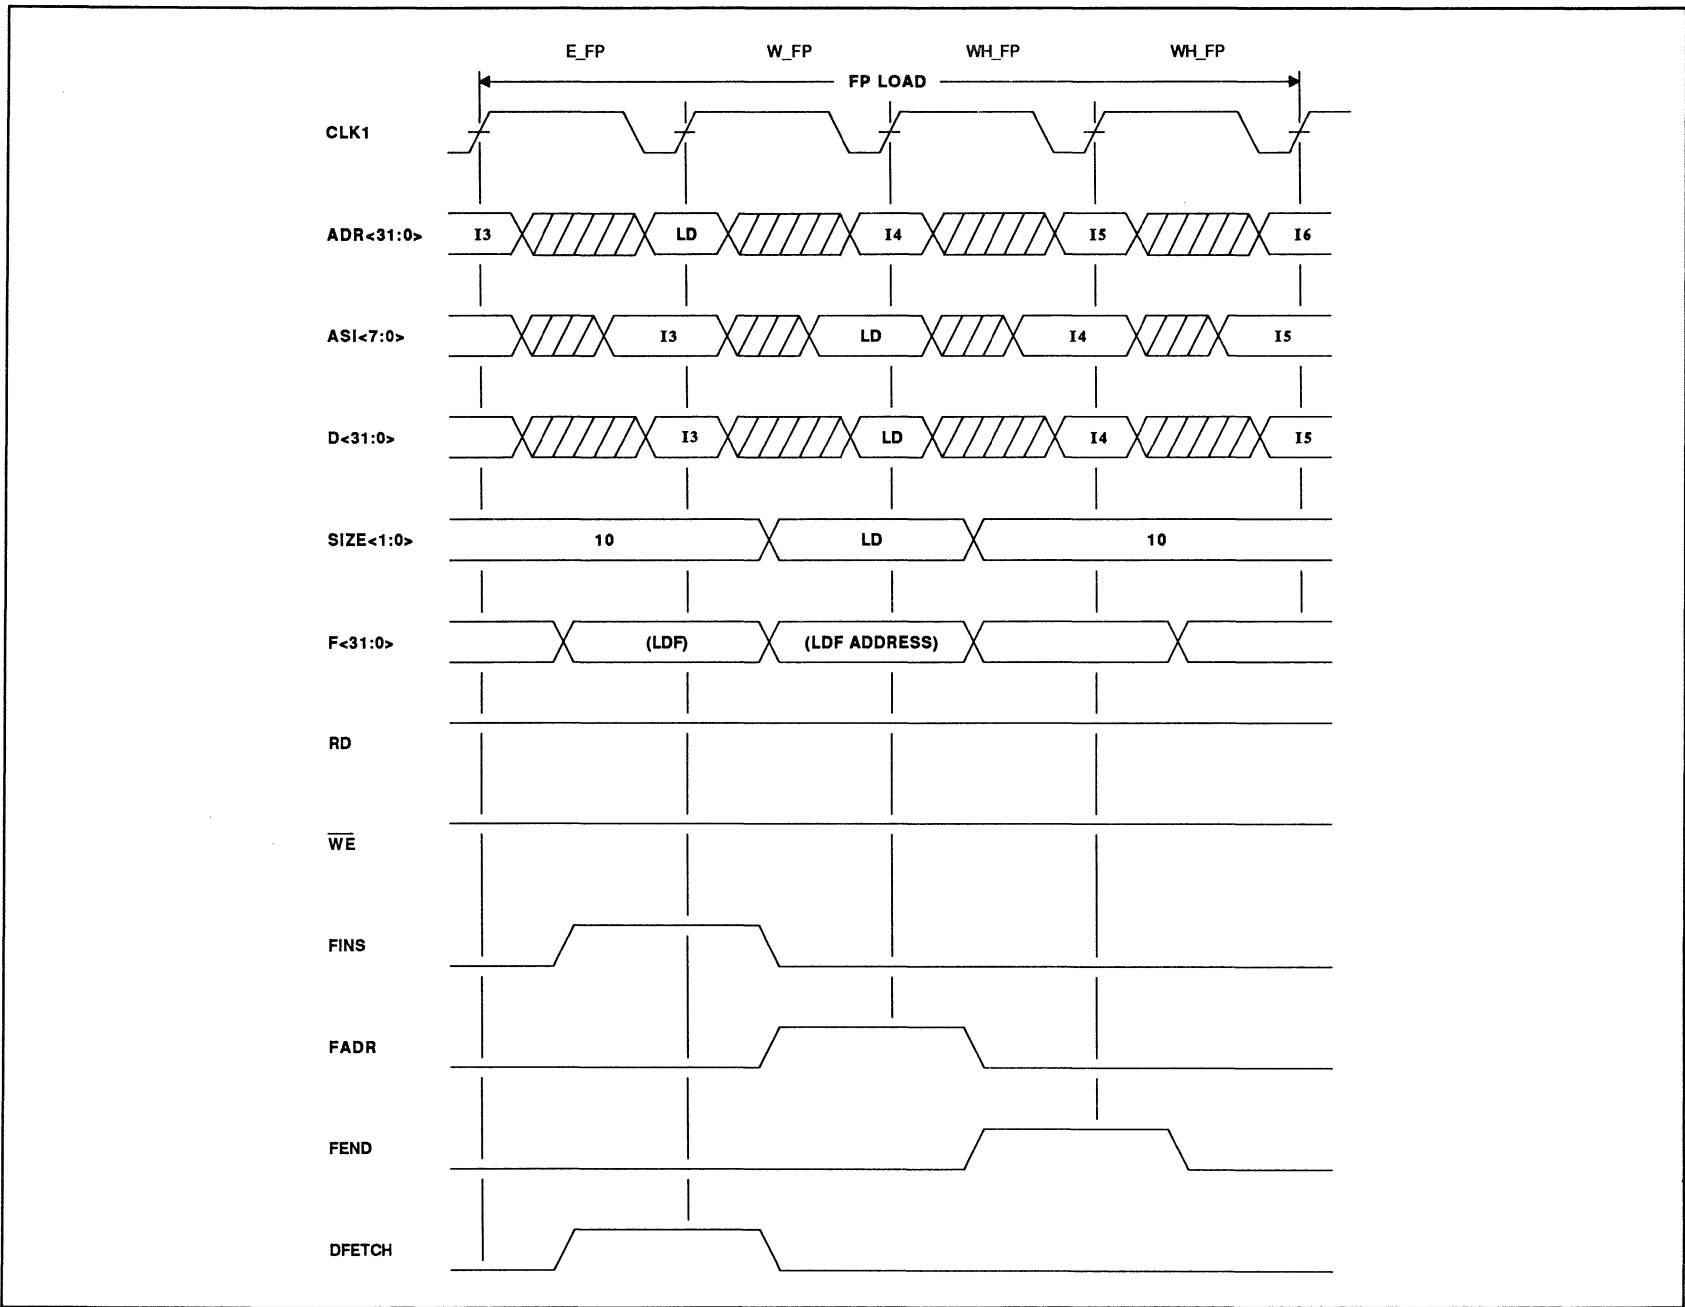 E_FP W_FP WH_FP WH_FP
FP LOAD
CLK1
ADR<31:0> I3 LD I4 I5 I6
ASI<7:0> I3 LD I4 I5
D<31:0> I3 LD I4 I5
SIZE<1:0> 10 LD 10
F<31:0> (LDF) (LDF ADDRESS)
RD
W̅E̅
FINS
FADR
FEND
DFETCH